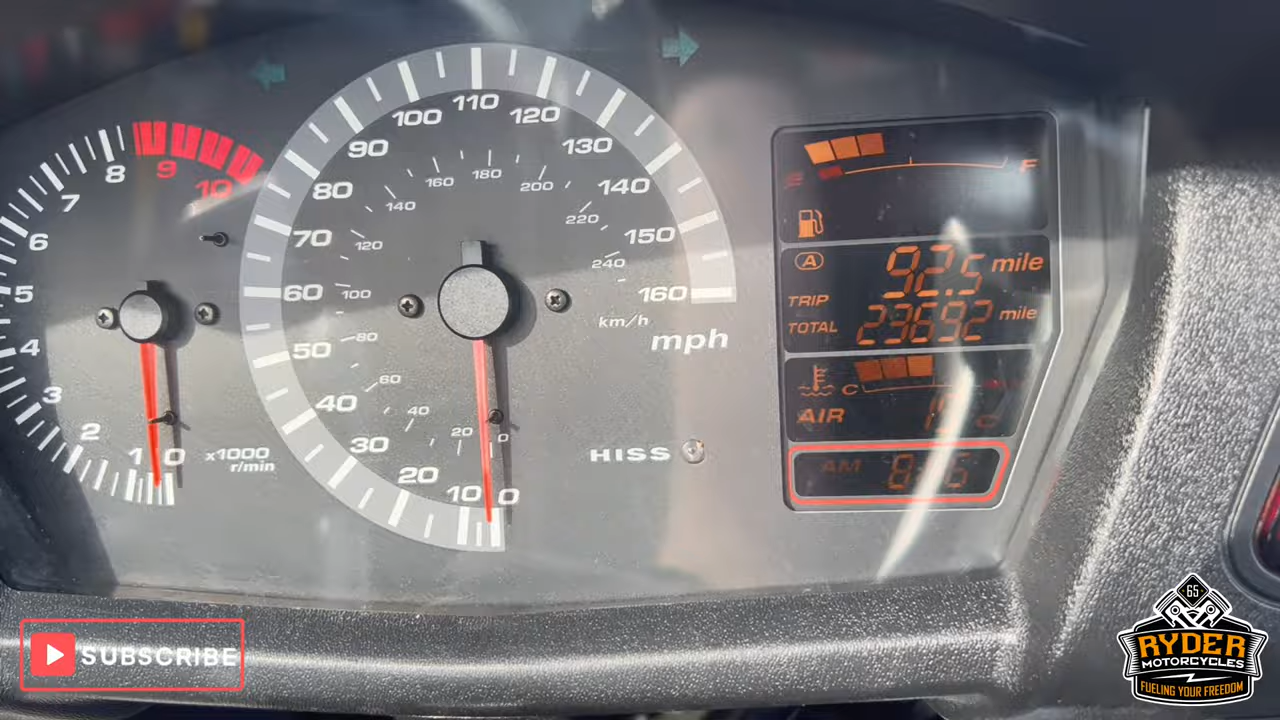 1
2
3
4
5
6
7
8
9
10
0
x1000
r/min
0
10
20
30
40
50
60
70
80
90
100
110
120
130
140
150
160
0
20
40
60
80
100
120
140
160
180
200
220
240
km/h
mph
HISS
F
A
92.5 mile
TRIP
TOTAL 23692 mile
C
AIR
AM
SUBSCRIBE
65
RYDER
MOTORCYCLES
FUELING YOUR FREEDOM